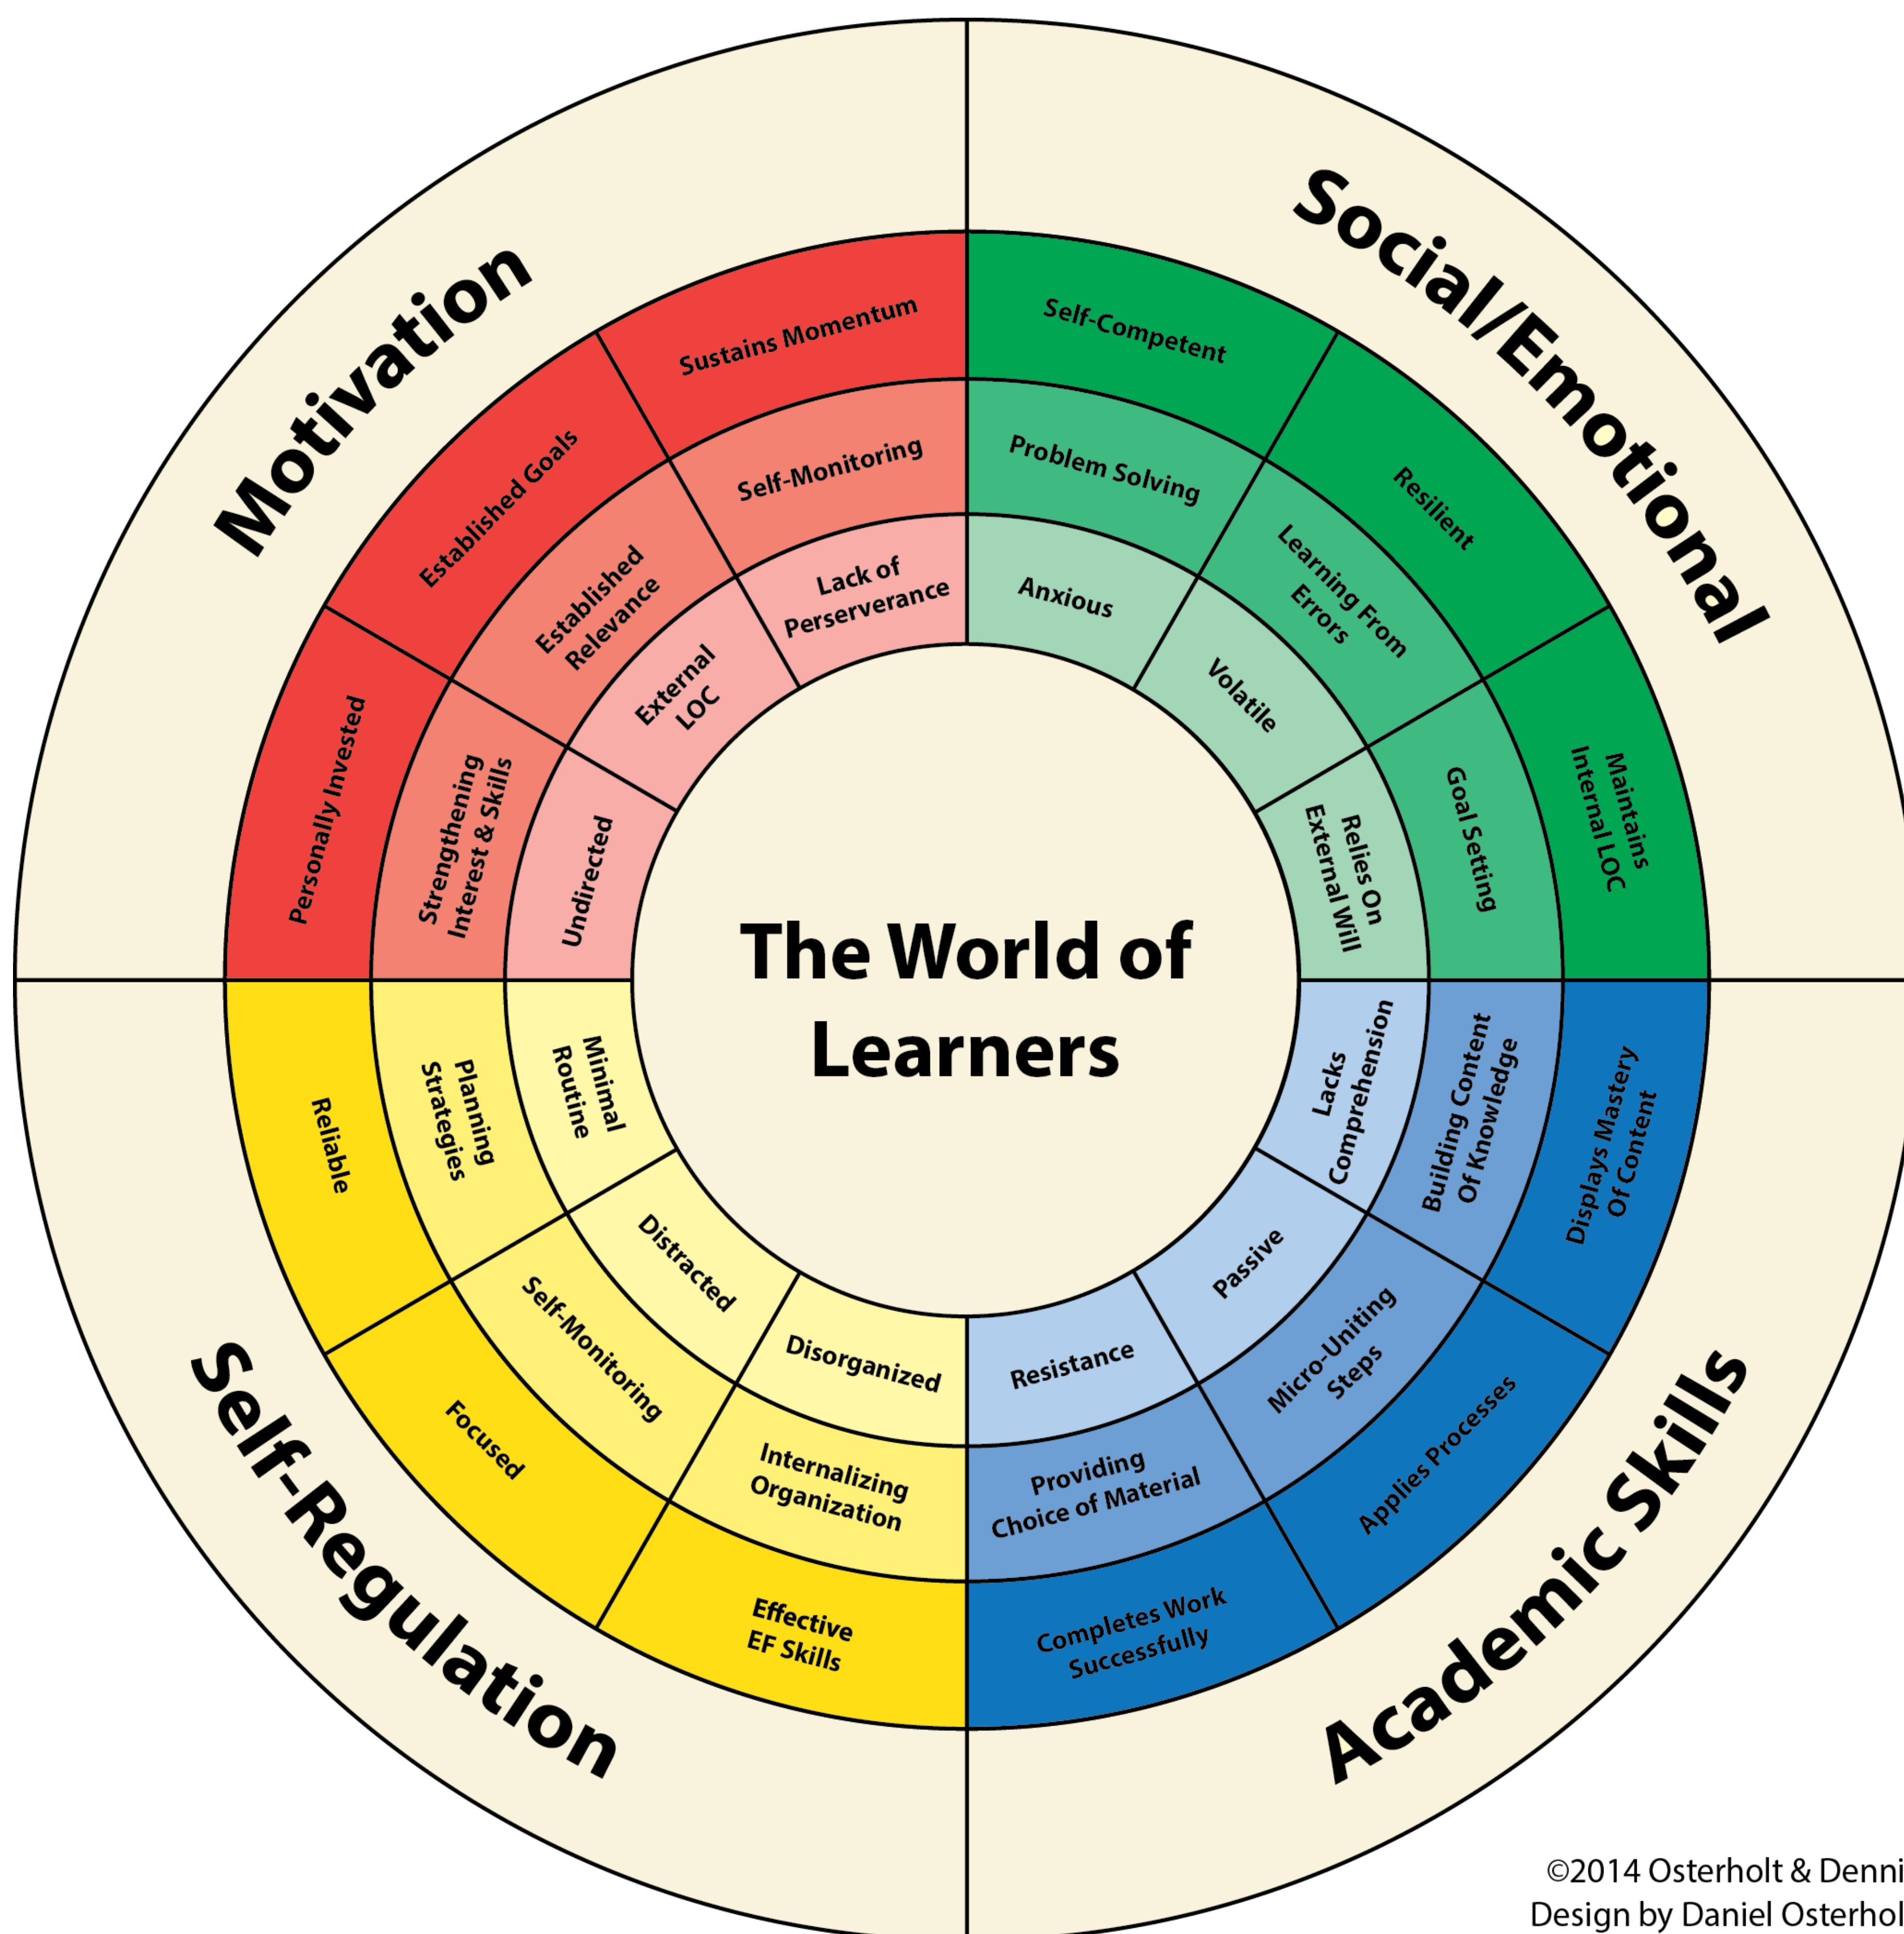 Motivation
Social/Emotional
Sustains Momentum
Self-Competent
Established Goals
Resilient
Personally Invested
Maintains
Internal LOC
Self-Monitoring
Problem Solving
Established
Relevance
Learning From
Errors
Strengthening
Interest & Skills
Goal Setting
Lack of
Perserverance
Anxious
External
LOC
Volatile
Undirected
Relies On
External Will
The World of
Learners
Minimal
Routine
Lacks
Comprehension
Planning
Strategies
Building Content
Of Knowledge
Reliable
Displays Mastery
Of Content
Distracted
Passive
Self-Monitoring
Micro-Uniting
Steps
Focused
Applies Processes
Disorganized
Resistance
Internalizing
Organization
Providing
Choice of Material
Effective
EF Skills
Completes Work
Successfully
Self-Regulation
Academic Skills
©2014 Osterholt & Denni
Design by Daniel Osterhol